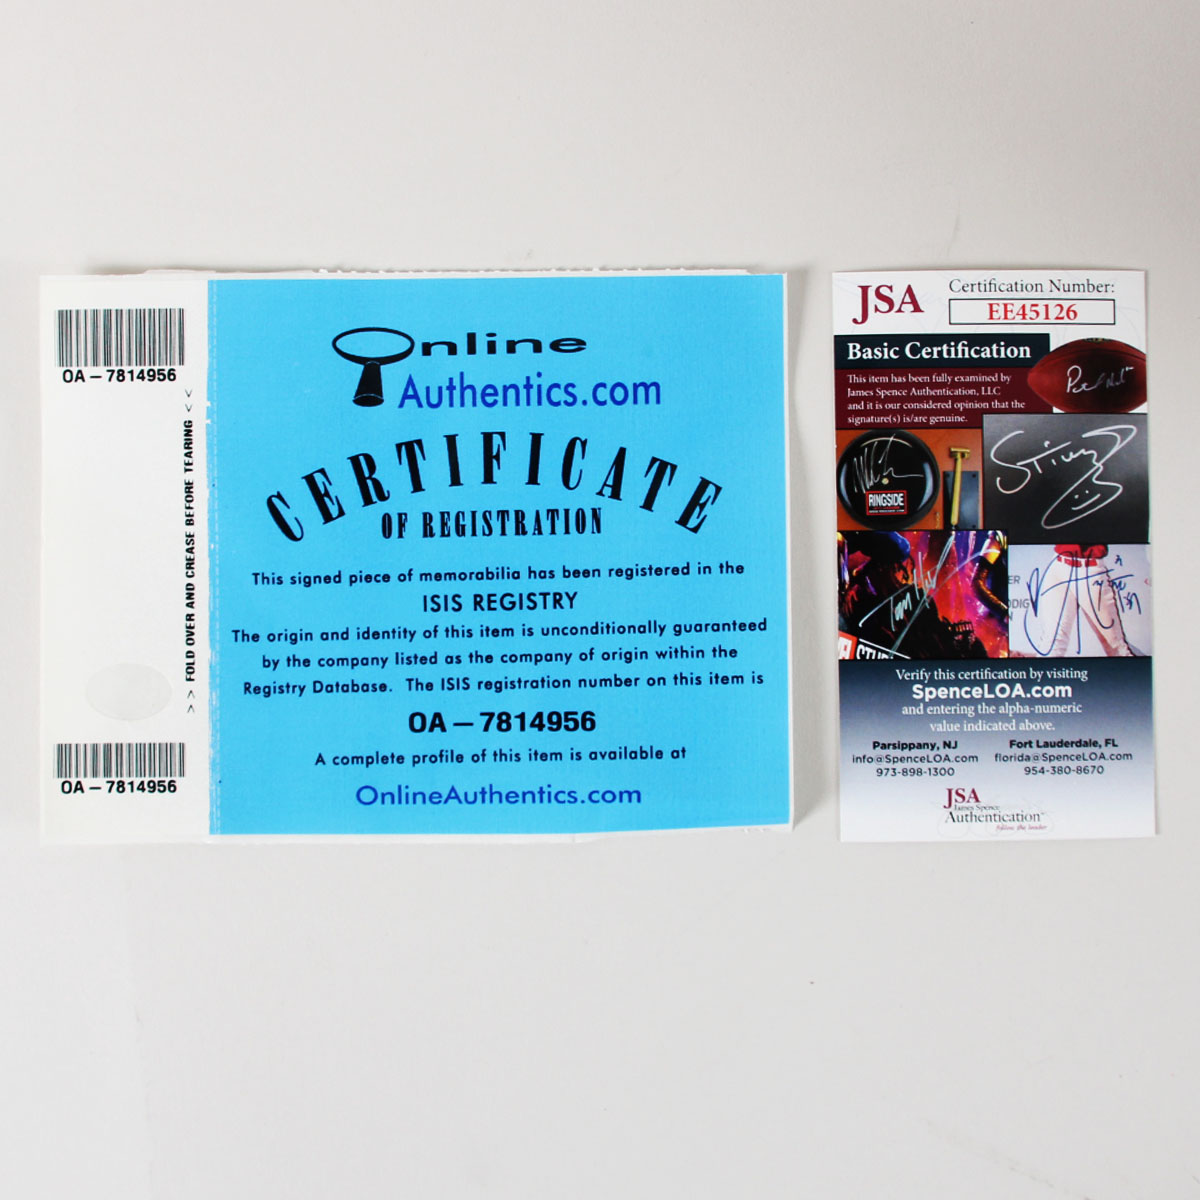 OA – 7814956
> > FOLD OVER AND CREASE BEFORE TEARING < <
OA – 7814956
Online
Authentics.com
CERTIFICATE
OF REGISTRATION
This signed piece of memorabilia has been registered in the
ISIS REGISTRY
The origin and identity of this item is unconditionally guaranteed
by the company listed as the company of origin within the
Registry Database. The ISIS registration number on this item is
OA – 7814956
A complete profile of this item is available at
OnlineAuthentics.com
JSA
Certification Number:
EE45126
Basic Certification
This item has been fully examined by
James Spence Authentication, LLC
and it is our considered opinion that the
signature(s) is/are genuine.
RINGSIDE
Verify this certification by visiting
SpenceLOA.com
and entering the alpha-numeric
value indicated above.
Parsippany, NJ
info@SpenceLOA.com
973-898-1300
Fort Lauderdale, FL
florida@SpenceLOA.com
954-380-8670
JSA
James Spence
Authentication
follow the leader